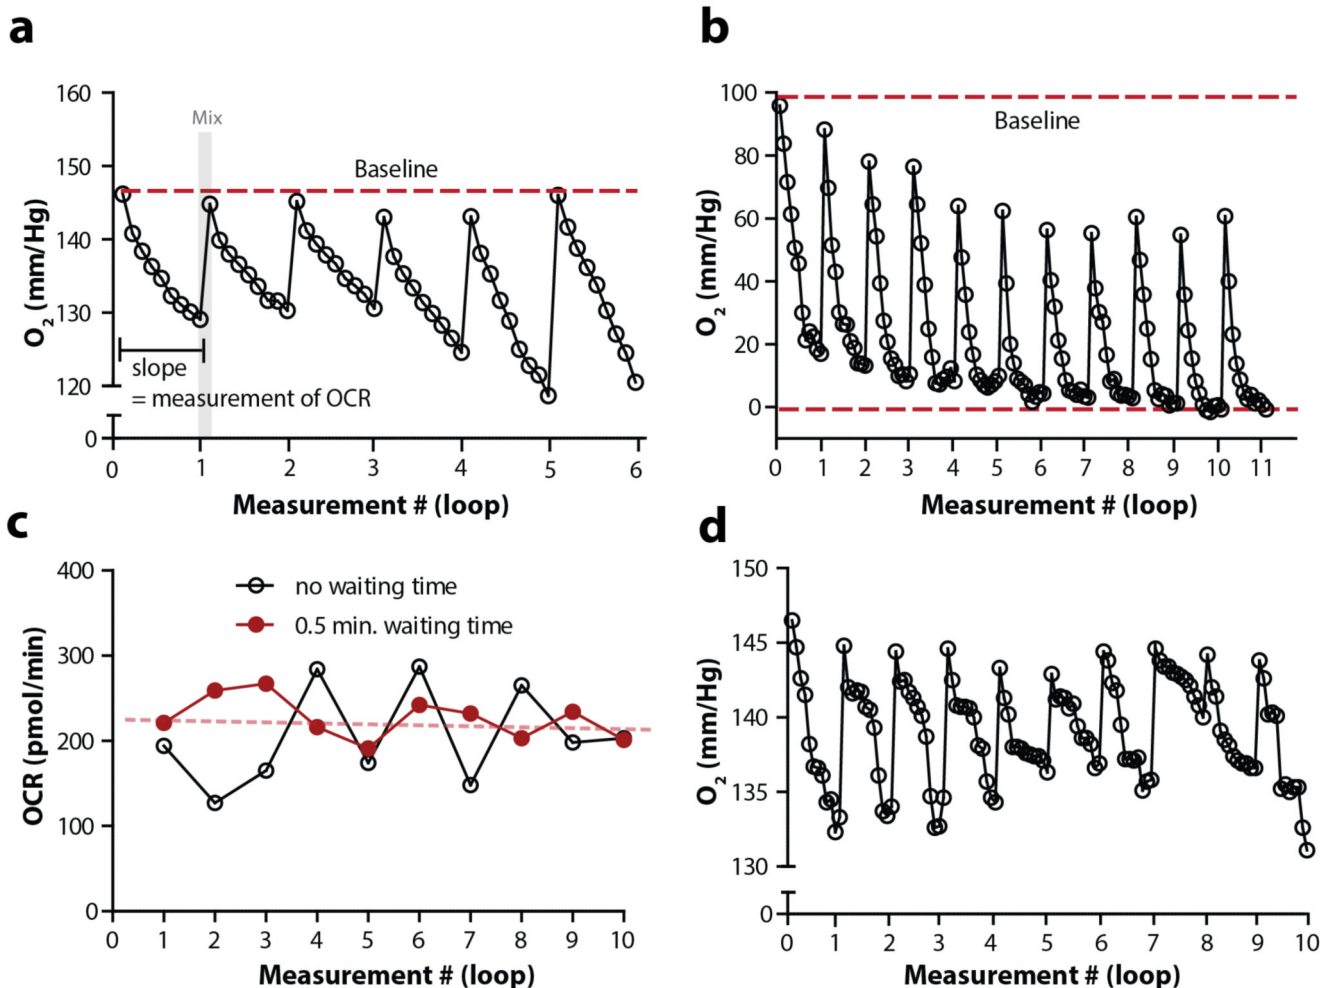 a
160
150
140
130
120
0
O2 (mm/Hg)
Mix
Baseline
slope
= measurement of OCR
0 1 2 3 4 5 6
Measurement # (loop)
b
100
80
60
40
20
0
O2 (mm/Hg)
Baseline
0 1 2 3 4 5 6 7 8 9 10 11
Measurement # (loop)
c
400
300
200
100
0
OCR (pmol/min)
no waiting time
0.5 min. waiting time
0 1 2 3 4 5 6 7 8 9 10
Measurement # (loop)
d
150
145
140
135
130
0
O2 (mm/Hg)
0 1 2 3 4 5 6 7 8 9 10
Measurement # (loop)